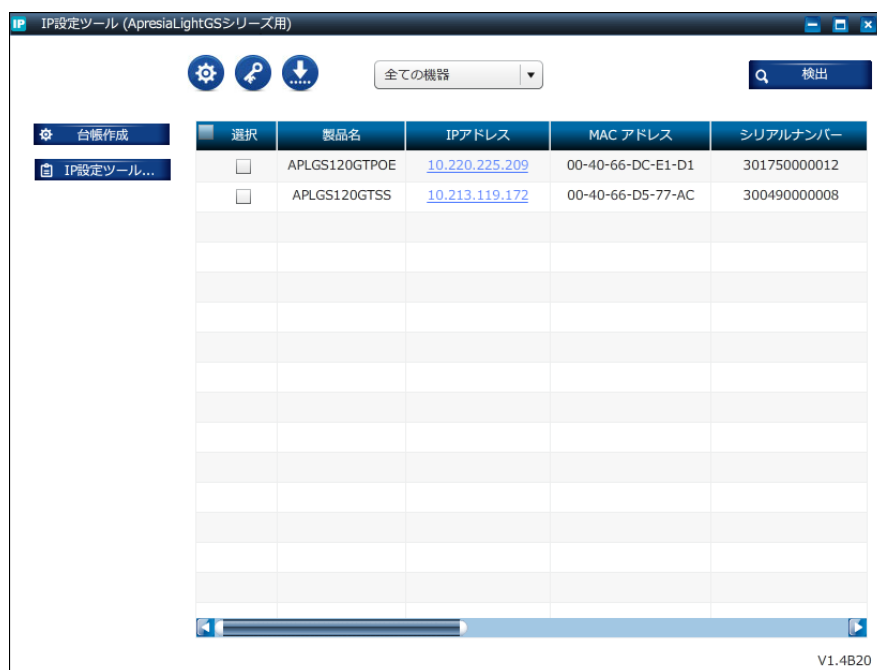 IP IP設定ツール (ApresiaLightGSシリーズ用)
全ての機器
検出
台帳作成
IP設定ツール...
選択 製品名 IPアドレス MAC アドレス シリアルナンバー
APLGS120GTPOE 10.220.225.209 00-40-66-DC-E1-D1 301750000012
APLGS120GTSS 10.213.119.172 00-40-66-D5-77-AC 300490000008
V1.4B20